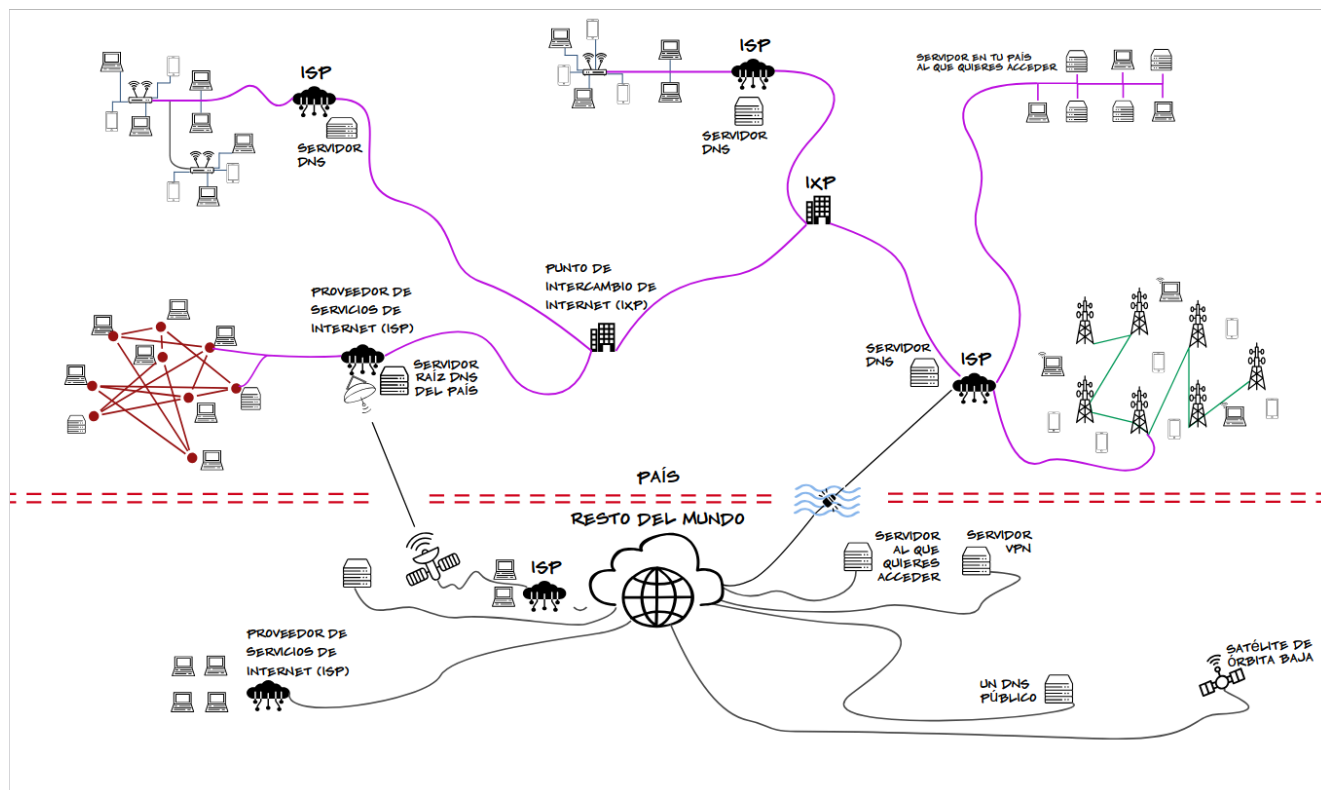 ISP
SERVIDOR
DNS
ISP
SERVIDOR
DNS
SERVIDOR EN TU PAÍS
AL QUE QUIERES ACCEDER
IXP
PUNTO DE
INTERCAMBIO DE
INTERNET (IXP)
PROVEEDOR DE
SERVICIOS DE
INTERNET (ISP)
SERVIDOR
RAÍZ DNS
DEL PAÍS
SERVIDOR
DNS
ISP
PAÍS
RESTO DEL MUNDO
ISP
SERVIDOR
AL QUE
QUIERES
ACCEDER
SERVIDOR
VPN
PROVEEDOR DE
SERVICIOS DE
INTERNET (ISP)
UN DNS
PÚBLICO
SATÉLITE DE
ÓRBITA BAJA